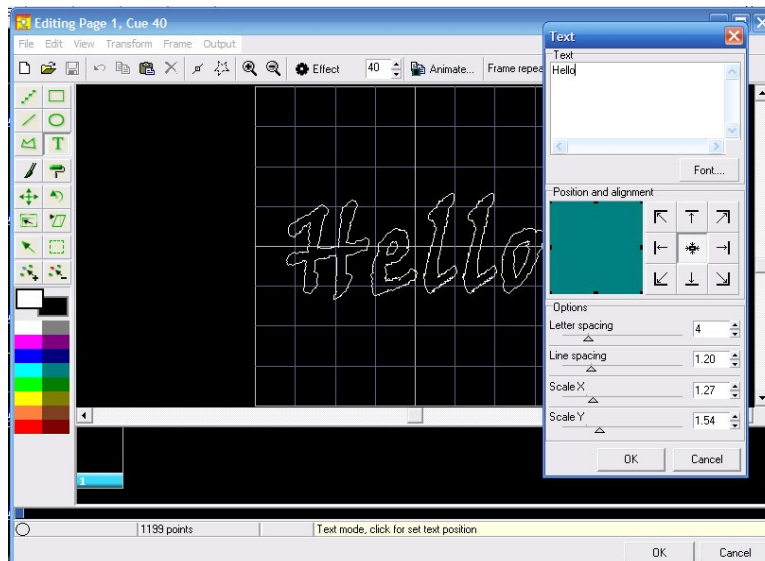 Editing Page 1, Cue 40
File Edit View Transform Frame Output
Effect 40 Animate... Frame repea
T
Hello
1
1199 points Text mode, click for set text position
OK Cancel
Text
Text
Hello
Font....
Position and alignment
Options
Letter spacing 4
Line spacing 1.20
Scale X 1.27
Scale Y 1.54
OK Cancel